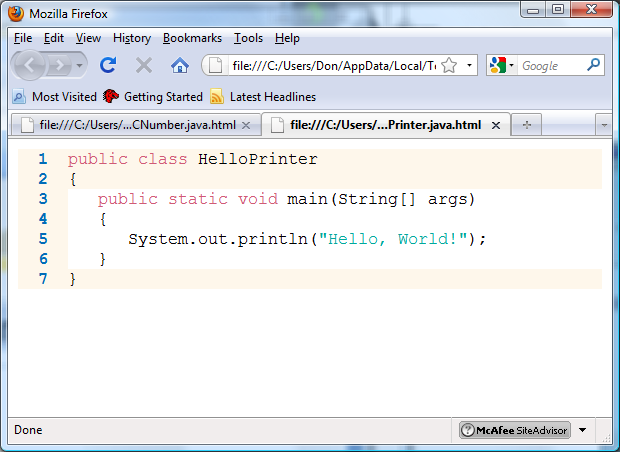 Mozilla Firefox
File Edit View History Bookmarks Tools Help
file:///C:/Users/Don/AppData/Local/Te Google
Most Visited Getting Started Latest Headlines
file:///C:/Users/...CNumber.java.html file:///C:/Users/...Printer.java.html
1 public class HelloPrinter
2 {
3    public static void main(String[] args)
4    {
5       System.out.println("Hello, World!");
6    }
7 }
Done McAfee SiteAdvisor